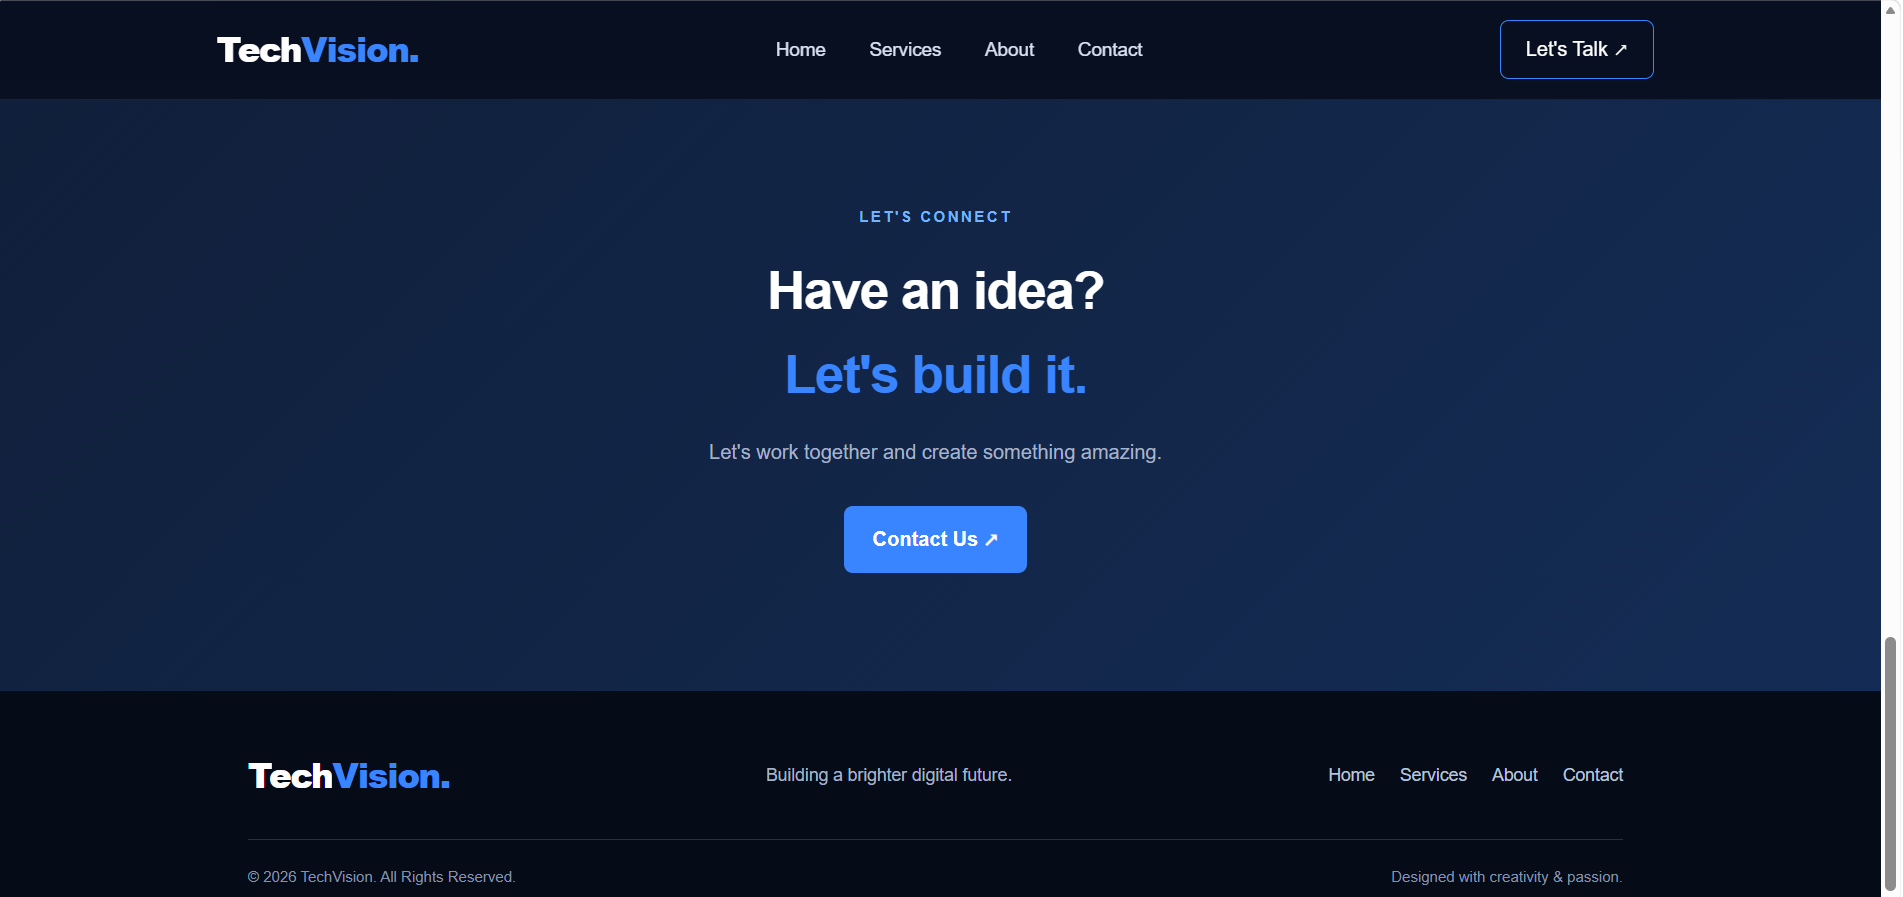 TechVision.
Home Services About Contact
Let's Talk ↗
LET'S CONNECT
Have an idea?
Let's build it.
Let's work together and create something amazing.
Contact Us ↗
TechVision.
Building a brighter digital future.
Home Services About Contact
© 2026 TechVision. All Rights Reserved.
Designed with creativity & passion.